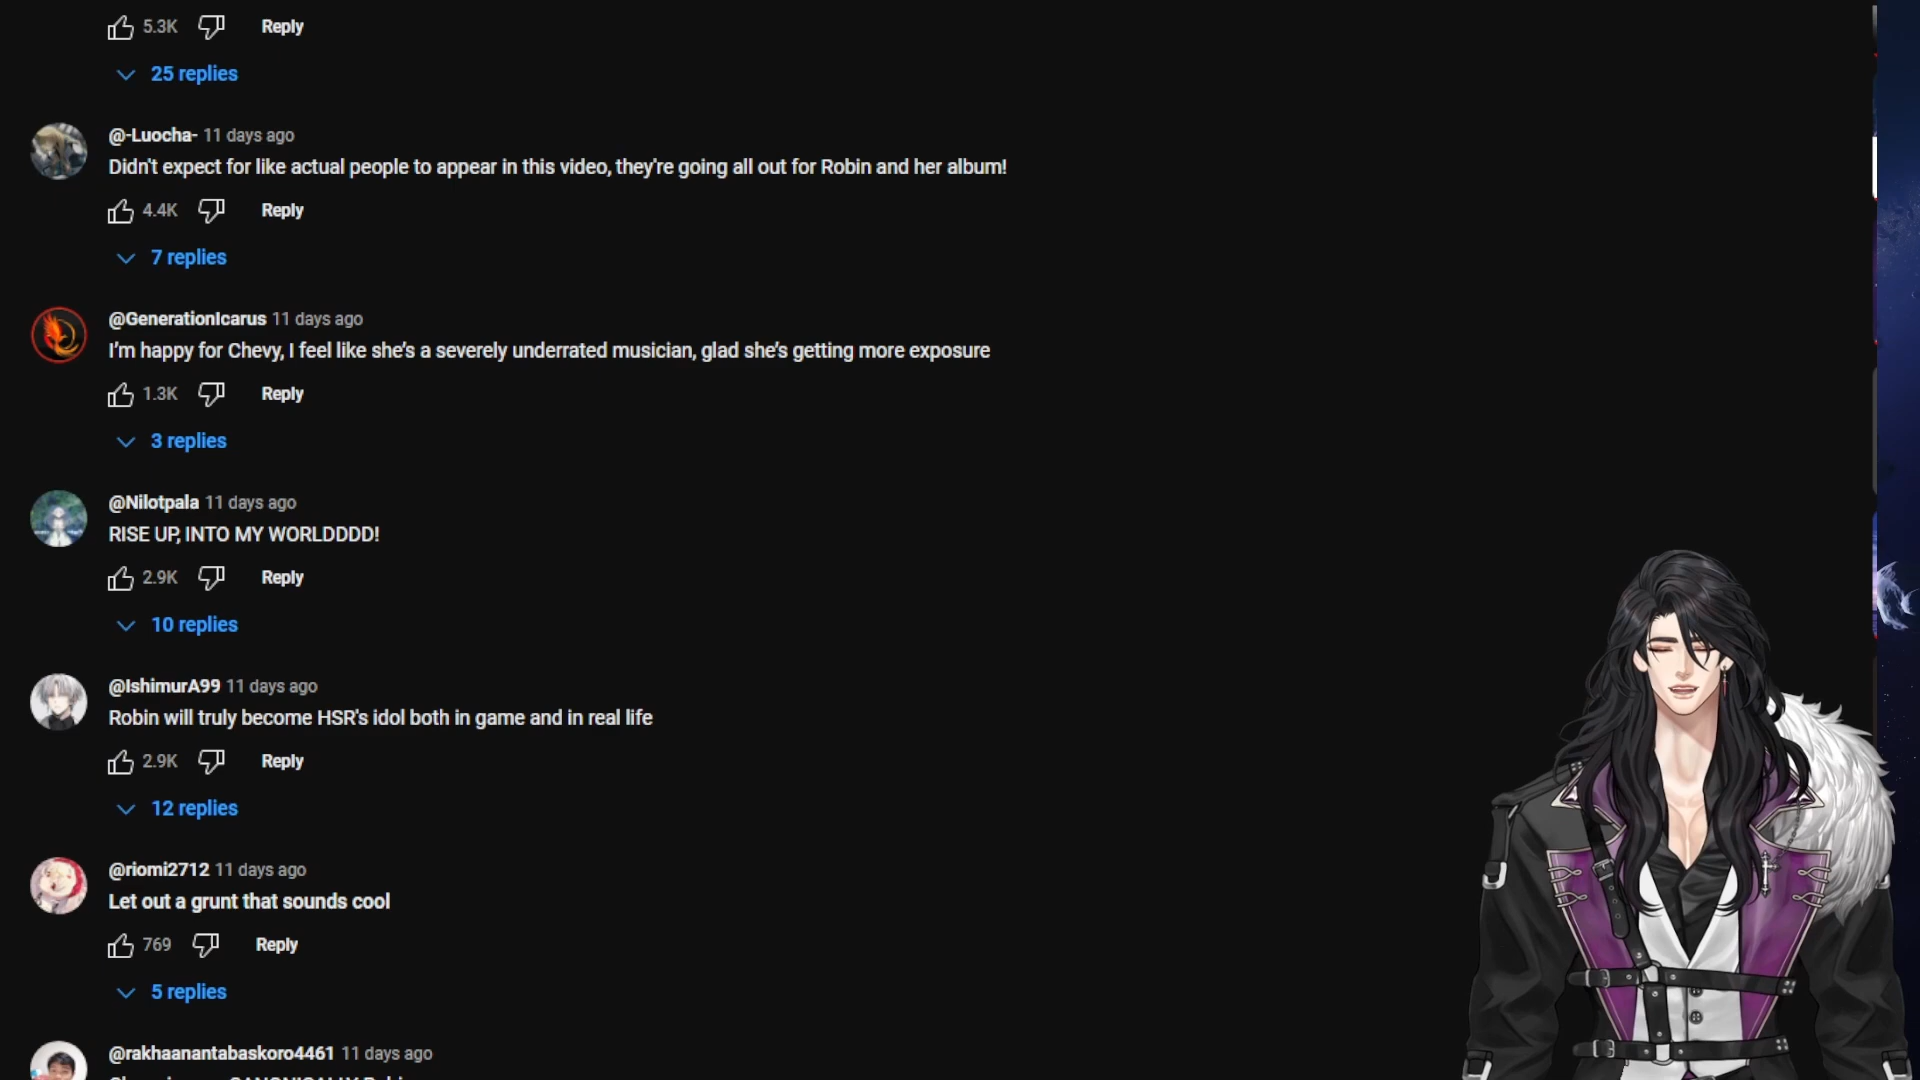 5.3K Reply
25 replies
@-Luocha- 11 days ago
Didn't expect for like actual people to appear in this video, they're going all out for Robin and her album!
4.4K Reply
7 replies
@GenerationIcarus 11 days ago
I'm happy for Chevy, I feel like she's a severely underrated musician, glad she's getting more exposure
1.3K Reply
3 replies
@Nilotpala 11 days ago
RISE UP, INTO MY WORLDDDD!
2.9K Reply
10 replies
@IshimurA99 11 days ago
Robin will truly become HSR's idol both in game and in real life
2.9K Reply
12 replies
@riomi2712 11 days ago
Let out a grunt that sounds cool
769 Reply
5 replies
@rakhaanantabaskoro4461 11 days ago